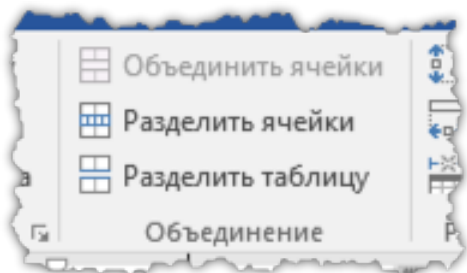 Объединить ячейки
Разделить ячейки
Разделить таблицу
Объединение